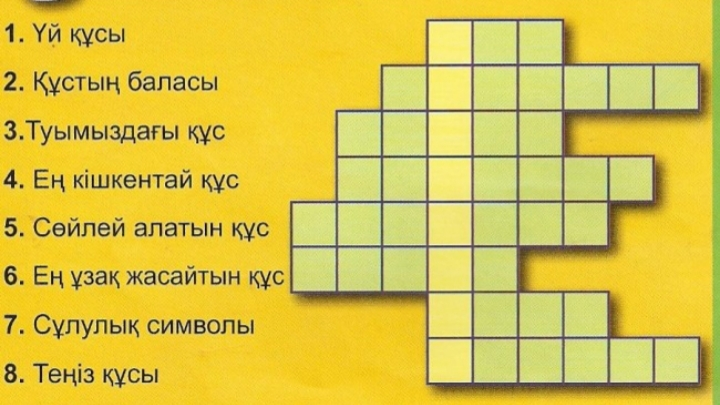 1. Үй құсы
2. Құстың баласы
3.Туымыздағы құс
4. Ең кішкентай құс
5. Сөйлей алатын құс
6. Ең ұзақ жасайтын құс
7. Сұлулық символы
8. Теңіз құсы